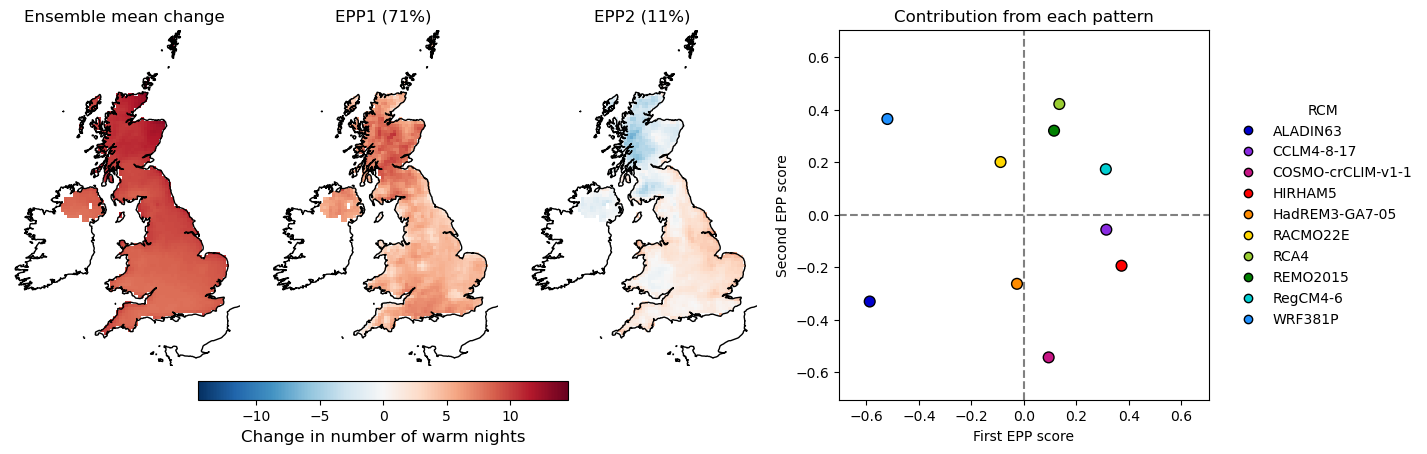 Ensemble mean change
EPP1 (71%)
EPP2 (11%)
Contribution from each pattern
−10 −5 0 5 10
Change in number of warm nights
0.6
0.4
0.2
0.0
−0.2
−0.4
−0.6
Second EPP score
−0.6 −0.4 −0.2 0.0 0.2 0.4 0.6
First EPP score
RCM
ALADIN63
CCLM4-8-17
COSMO-crCLIM-v1-1
HIRHAM5
HadREM3-GA7-05
RACMO22E
RCA4
REMO2015
RegCM4-6
WRF381P